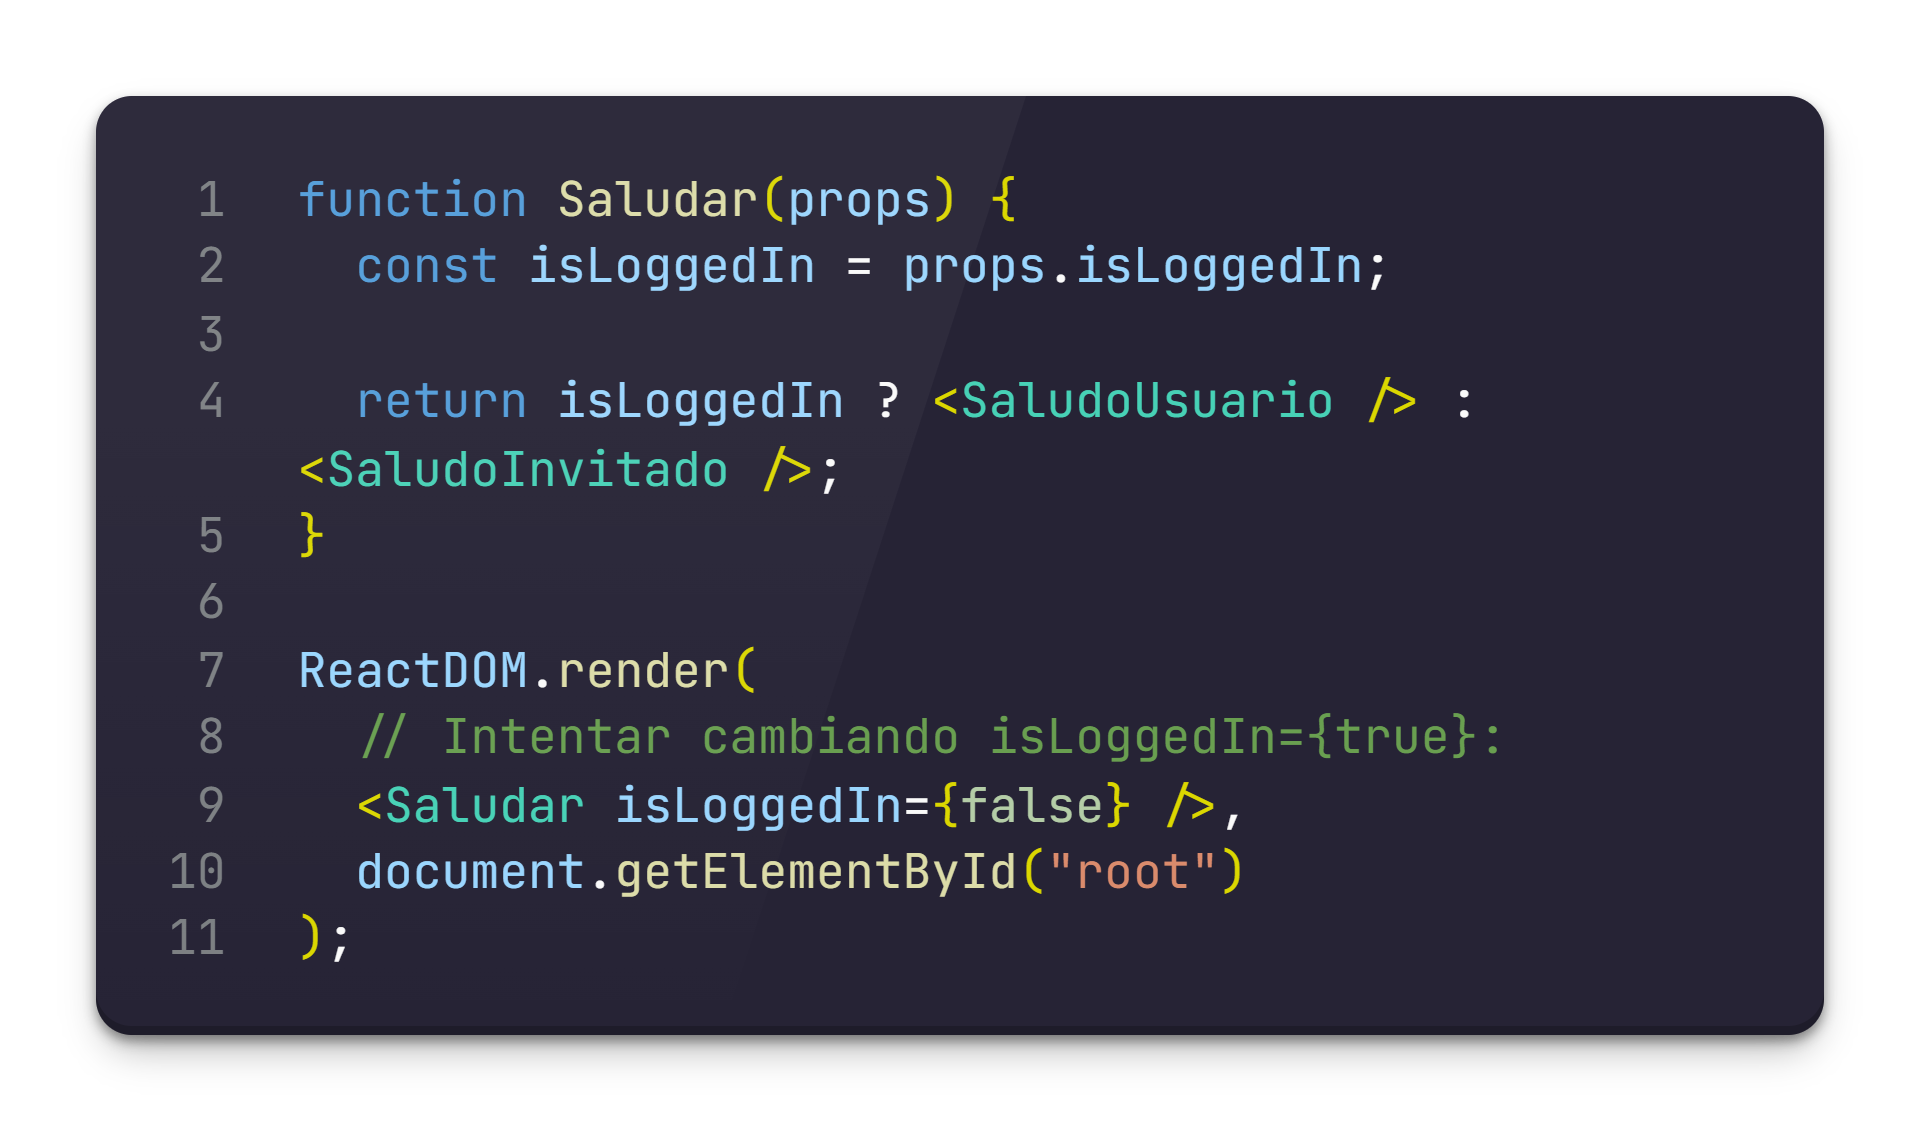 1 function Saludar(props) {
2 const isLoggedIn = props.isLoggedIn;
3
4 return isLoggedIn ? <SaludoUsuario /> :
<SaludoInvitado />;
5 }
6
7 ReactDOM.render(
8 // Intentar cambiando isLoggedIn={true}:
9 <Saludar isLoggedIn={false} />,
10 document.getElementById("root")
11 );